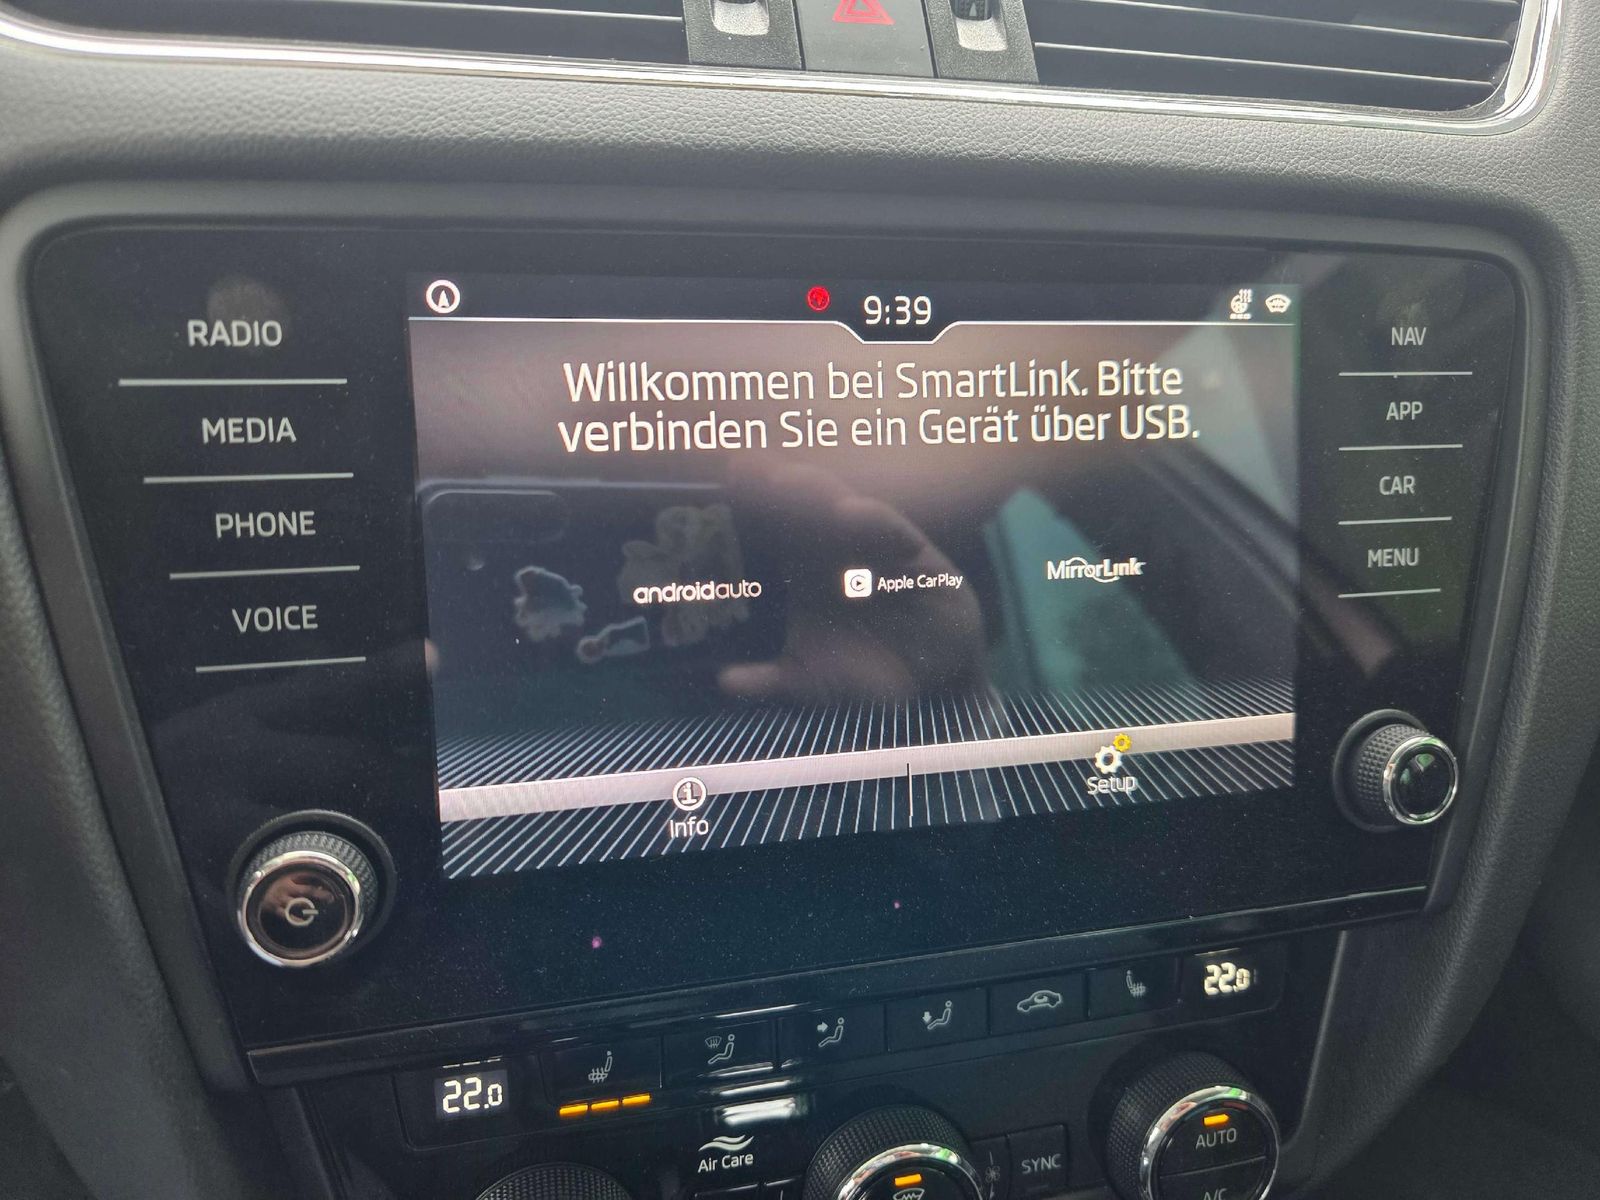 9:39
Willkommen bei SmartLink. Bitte
verbinden Sie ein Gerät über USB.
androidauto
Apple CarPlay
MirrorLink
Info
Setup
RADIO
MEDIA
PHONE
VOICE
NAV
APP
CAR
MENU
22.0
22.0
Air Care
SYNC
AUTO
A/C